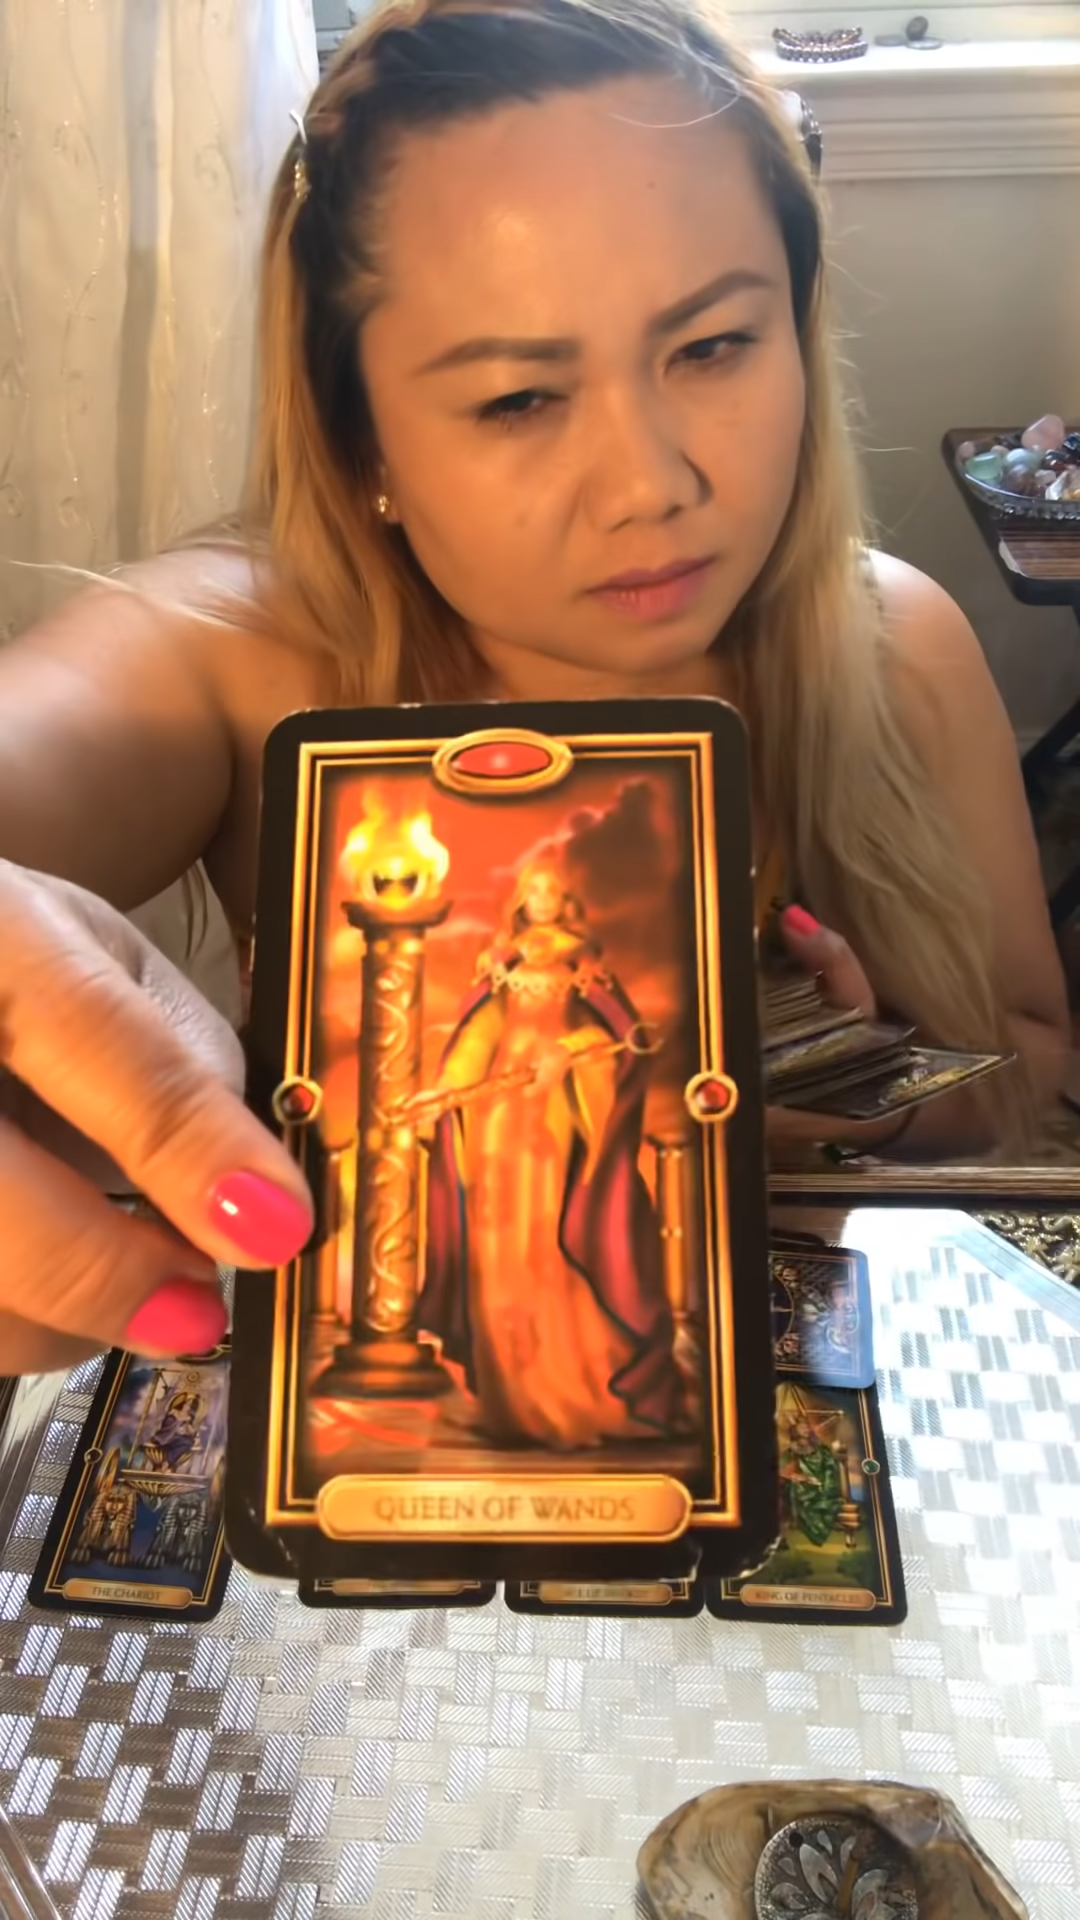 QUEEN OF WANDS
THE CHARIOT
KING OF PENTACLES